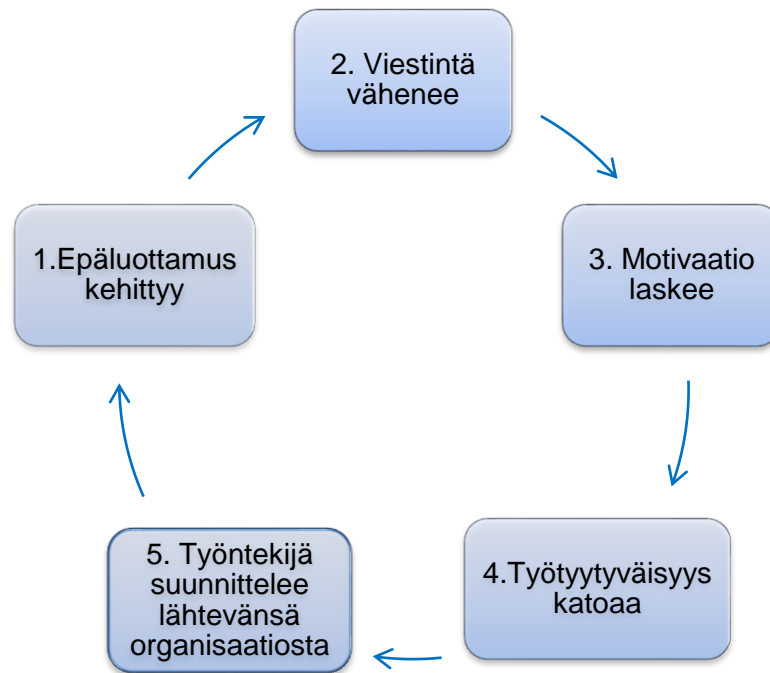 1.Epäluottamus
kehittyy
2. Viestintä
vähenee
3. Motivaatio
laskee
4.Työtyytyväisyys
katoaa
5. Työntekijä
suunnittelee
lähtevänsä
organisaatiosta